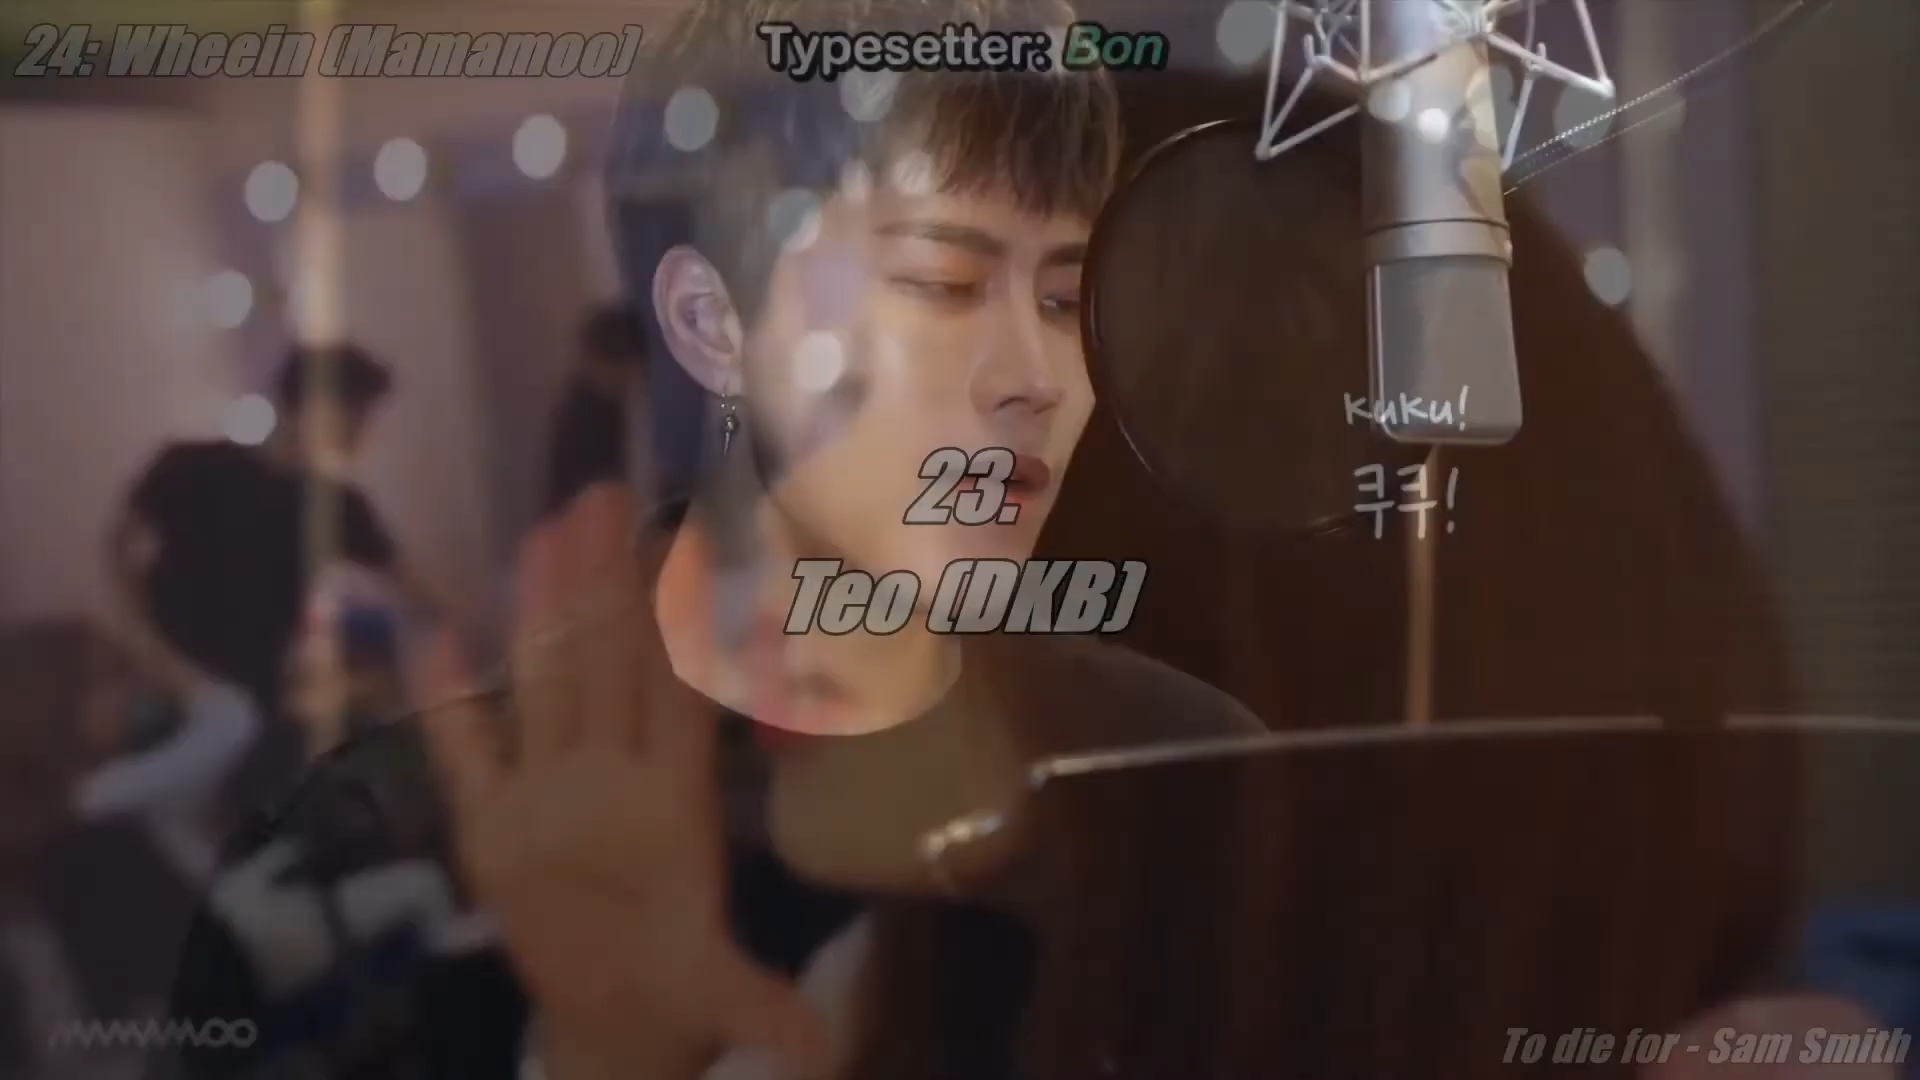 24: Wheein (Mamamoo)
Typesetter: Bon
kuku!
쿠쿠!
23.
Teo (DKB)
MAMAMOO
To die for - Sam Smith